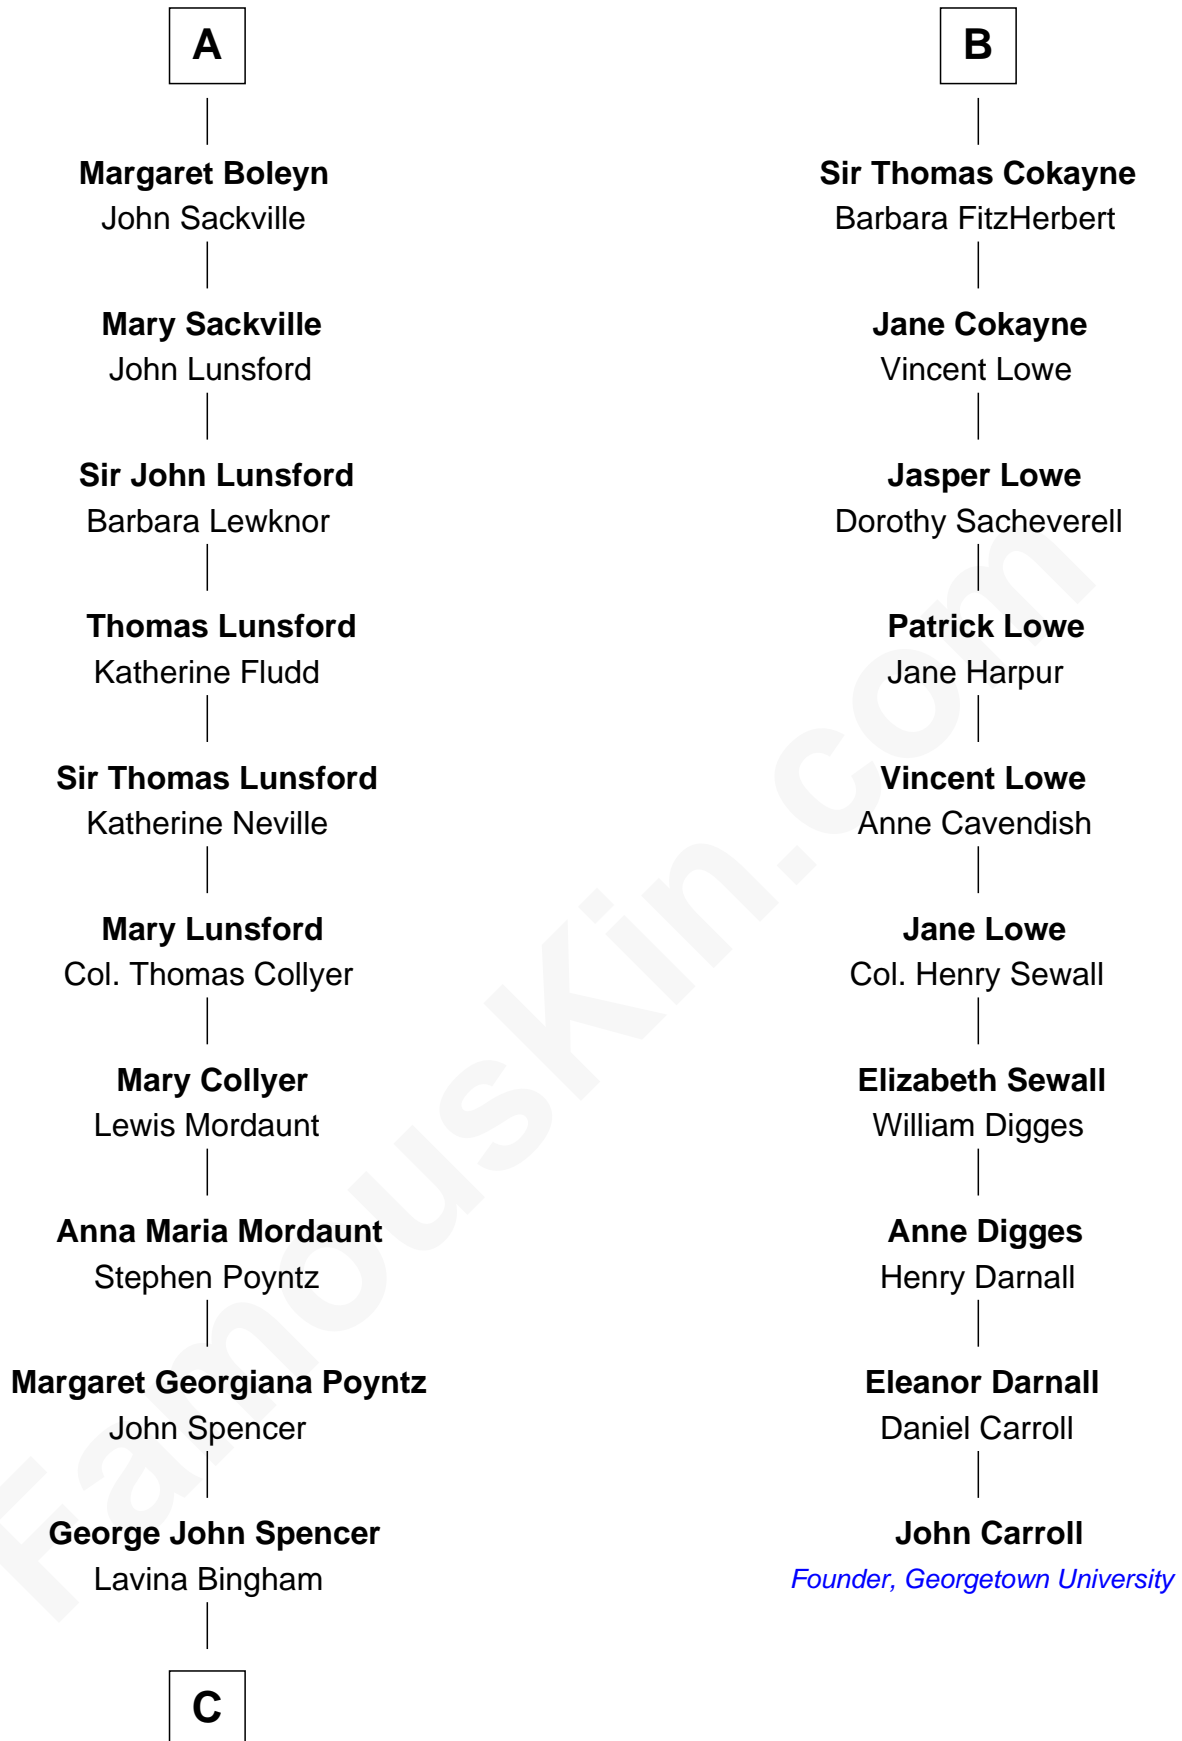 A
Margaret Boleyn
John Sackville
Mary Sackville
John Lunsford
Sir John Lunsford
Barbara Lewknor
Thomas Lunsford
Katherine Fludd
Sir Thomas Lunsford
Katherine Neville
Mary Lunsford
Col. Thomas Collyer
Mary Collyer
Lewis Mordaunt
Anna Maria Mordaunt
Stephen Poyntz
Margaret Georgiana Poyntz
John Spencer
George John Spencer
Lavina Bingham
C
B
Sir Thomas Cokayne
Barbara FitzHerbert
Jane Cokayne
Vincent Lowe
Jasper Lowe
Dorothy Sacheverell
Patrick Lowe
Jane Harpur
Vincent Lowe
Anne Cavendish
Jane Lowe
Col. Henry Sewall
Elizabeth Sewall
William Digges
Anne Digges
Henry Darnall
Eleanor Darnall
Daniel Carroll
John Carroll
Founder, Georgetown University
FamousKin.com